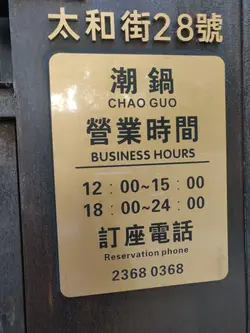 太和街28號
潮鍋
CHAO GUO
營業時間
BUSINESS HOURS
12：00~15：00
18：00~24：00
訂座電話
Reservation phone
2368 0368